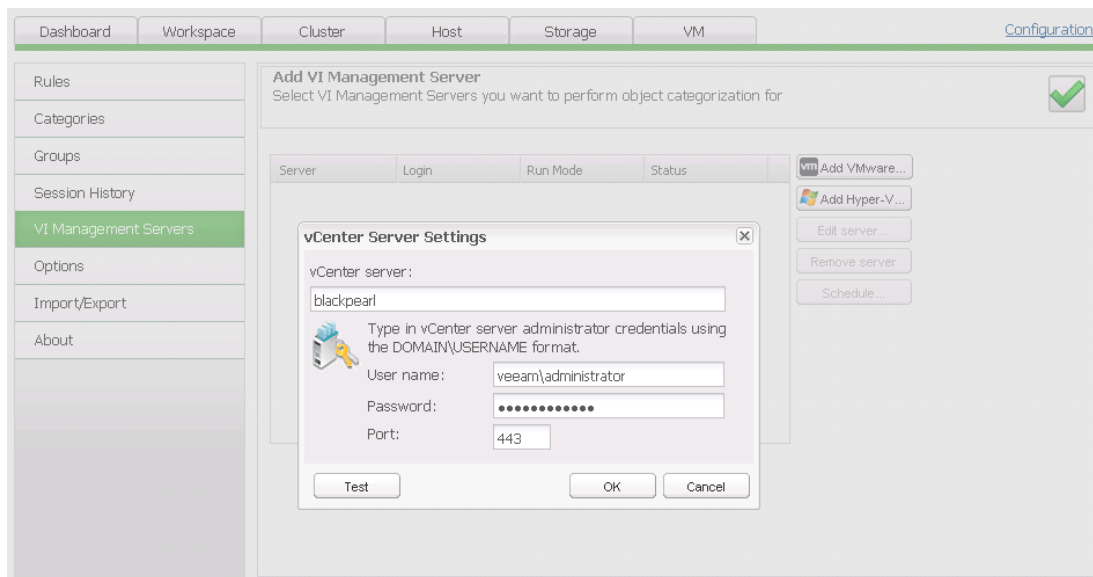 Dashboard Workspace Cluster Host Storage VM Configuration
Rules
Categories
Groups
Session History
VI Management Servers
Options
Import/Export
About
Add VI Management Server
Select VI Management Servers you want to perform object categorization for
Server Login Run Mode Status
vm Add VMware...
Add Hyper-V...
Edit server...
Remove server
Schedule...
vCenter Server Settings
vCenter server:
blackpearl
Type in vCenter server administrator credentials using
the DOMAIN\USERNAME format.
User name: veeam\administrator
Password: ●●●●●●●●●●●●
Port: 443
Test OK Cancel